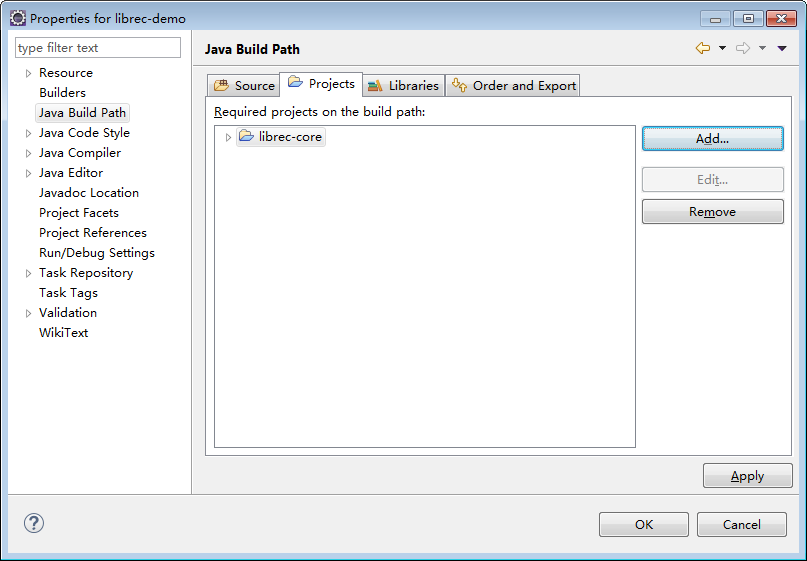 Properties for librec-demo
type filter text
Resource
Builders
Java Build Path
Java Code Style
Java Compiler
Java Editor
Javadoc Location
Project Facets
Project References
Run/Debug Settings
Task Repository
Task Tags
Validation
WikiText
Java Build Path
Source Projects Libraries Order and Export
Required projects on the build path:
librec-core
Add...
Edit...
Remove
Apply
?
OK Cancel